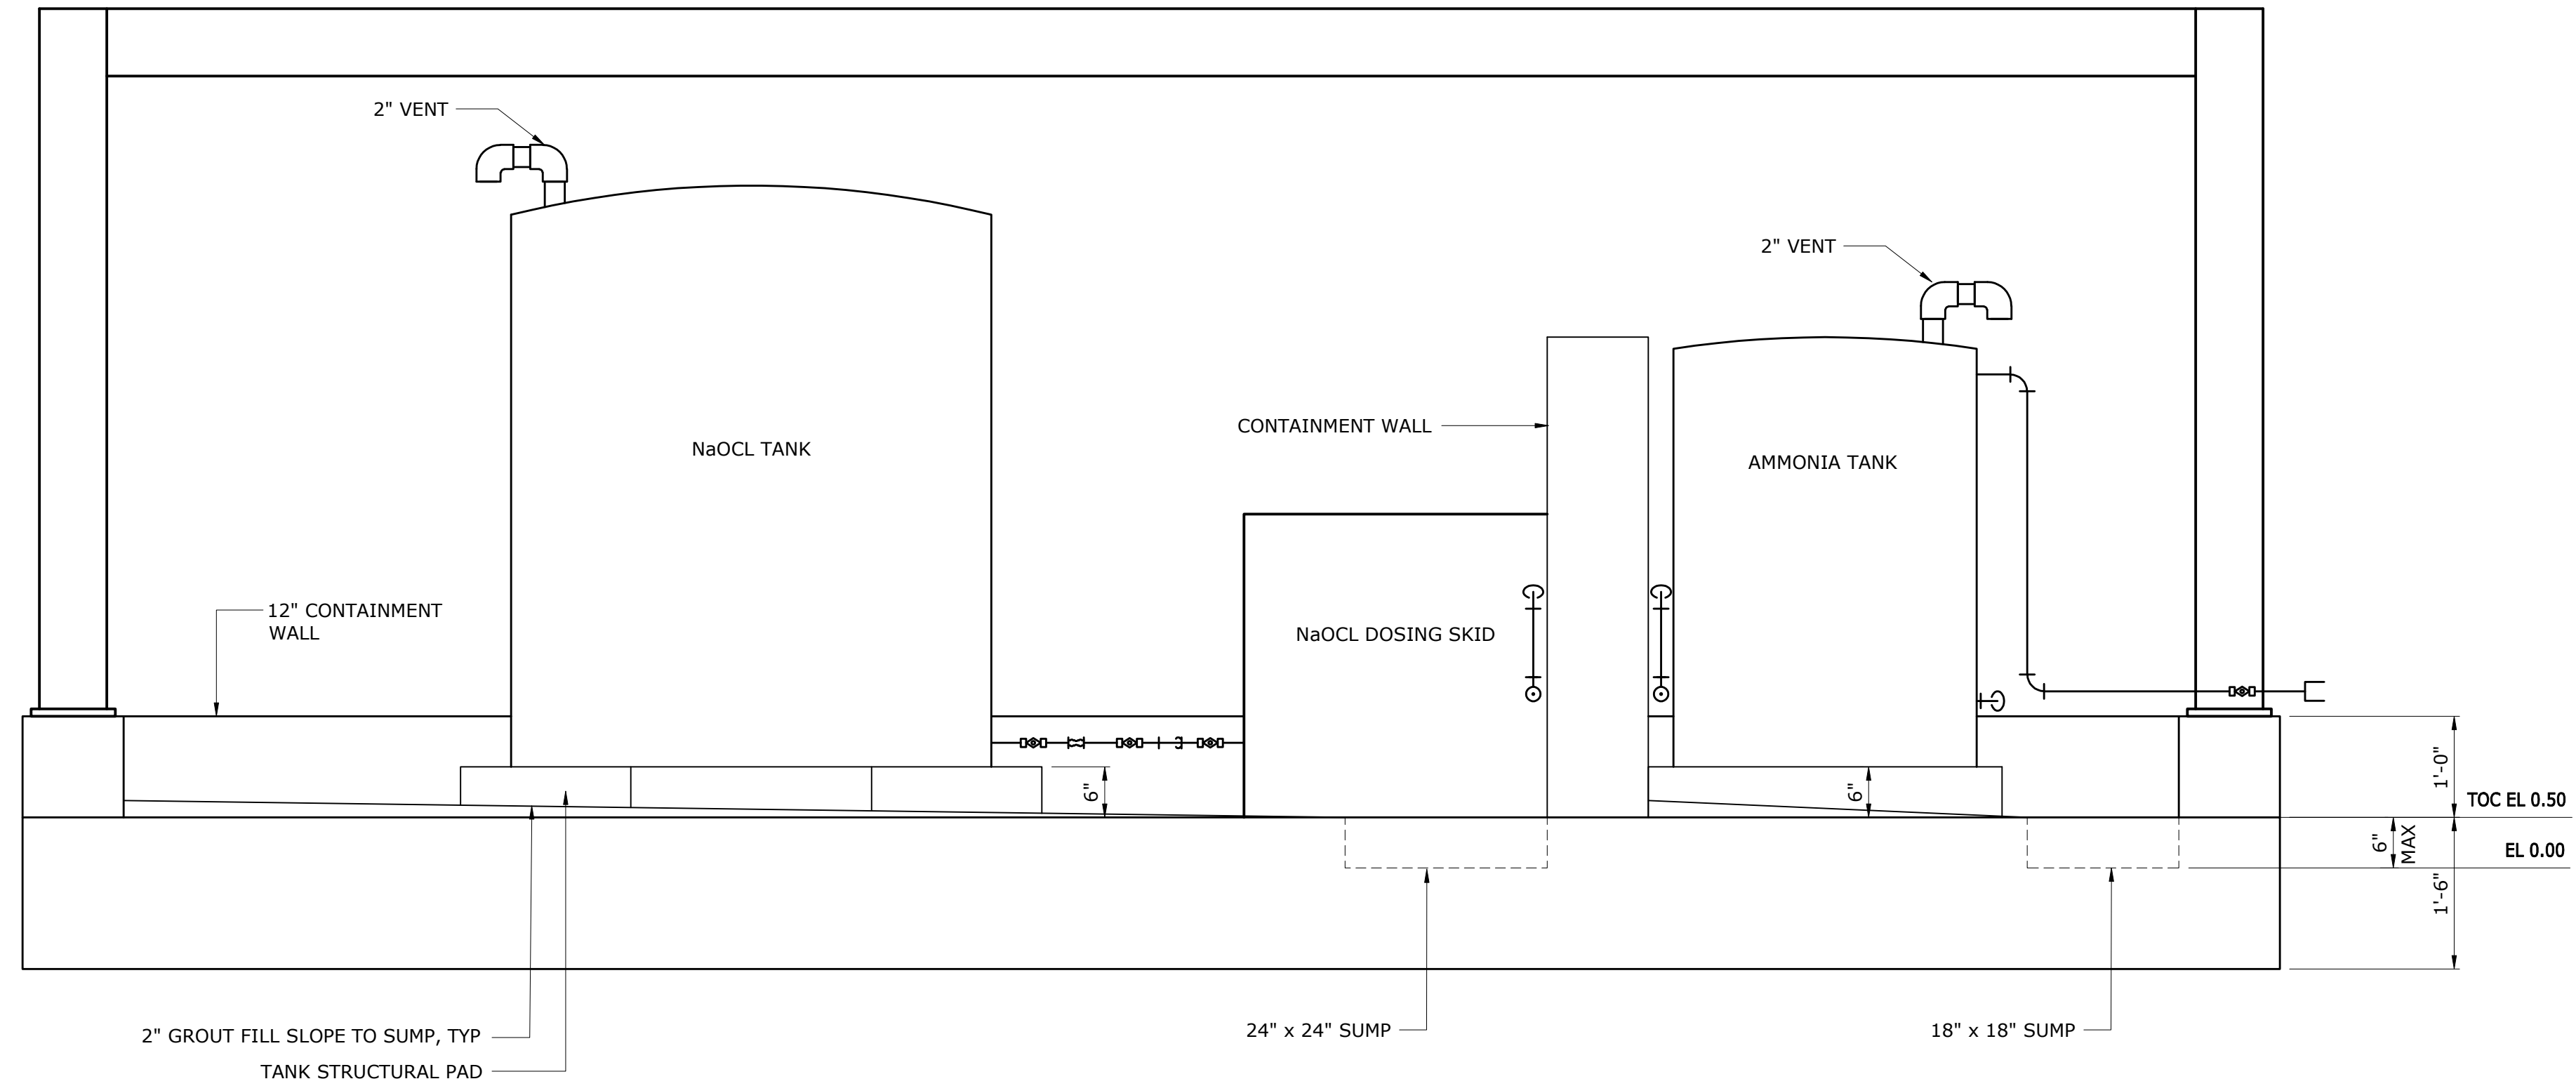 2" VENT
2" VENT
CONTAINMENT WALL
NaOCL TANK
AMMONIA TANK
12" CONTAINMENT
WALL
NaOCL DOSING SKID
6"
6"
1'-0"
TOC EL 0.50
6"
MAX
EL 0.00
1'-6"
2" GROUT FILL SLOPE TO SUMP, TYP
24" x 24" SUMP
18" x 18" SUMP
TANK STRUCTURAL PAD